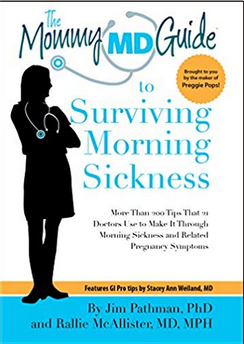 The
Mommy MD Guide
Brought to you
by the maker of
Preggie Pops!
to
Surviving
Morning
Sickness
More Than 200 Tips That 21
Doctors Use to Make It Through
Morning Sickness and Related
Pregnancy Symptoms
Features GI Pro tips by Stacey Ann Weiland, MD
By Jim Pathman, PhD
and Rallie McAllister, MD, MPH